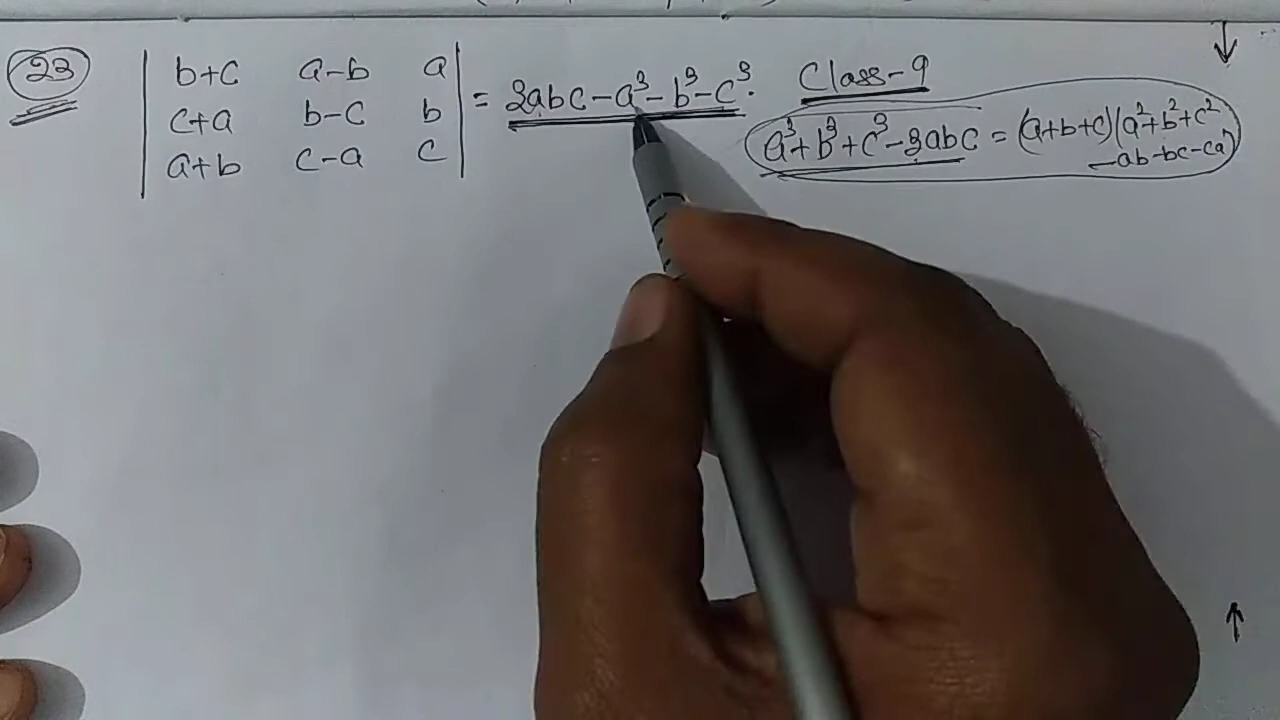 23
b+c a-b a
c+a b-c b
a+b c-a c
= 3abc-a³-b³-c³.
Class-9
a³+b³+c³-3abc = (a+b+c)(a²+b²+c²
-ab-bc-ca)